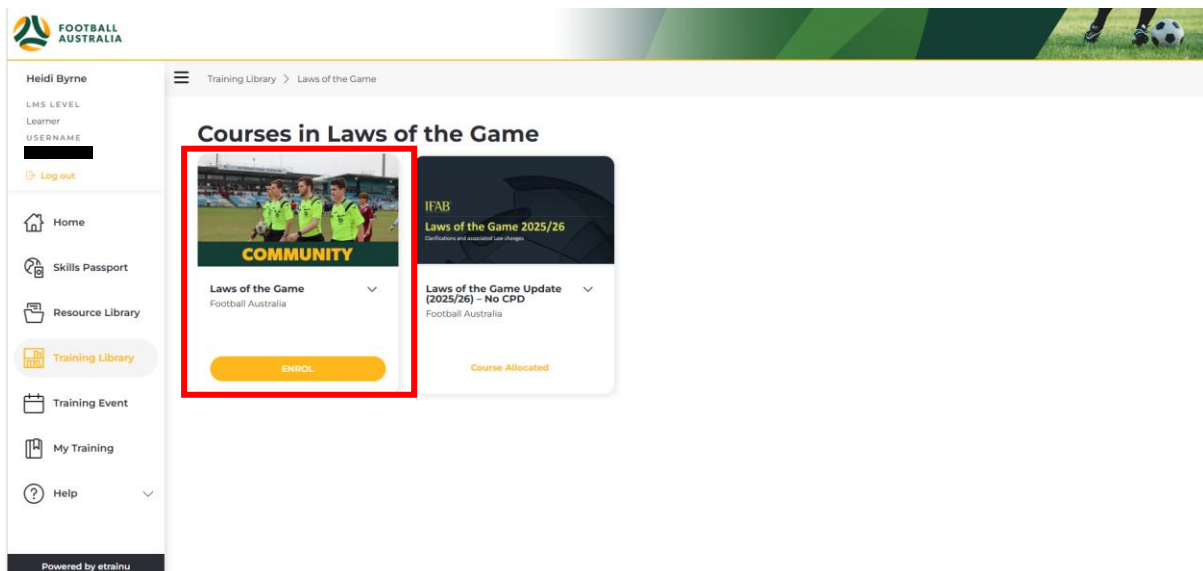 FOOTBALL
AUSTRALIA
Heidi Byrne
LMS LEVEL
Learner
USERNAME
Log out
Home
Skills Passport
Resource Library
Training Library
Training Event
My Training
Help
Powered by etrainu
Training Library > Laws of the Game
Courses in Laws of the Game
COMMUNITY
Laws of the Game
Football Australia
ENROL
IFAB
Laws of the Game 2025/26
Clarifications and associated Law changes
Laws of the Game Update
(2025/26) – No CPD
Football Australia
Course Allocated